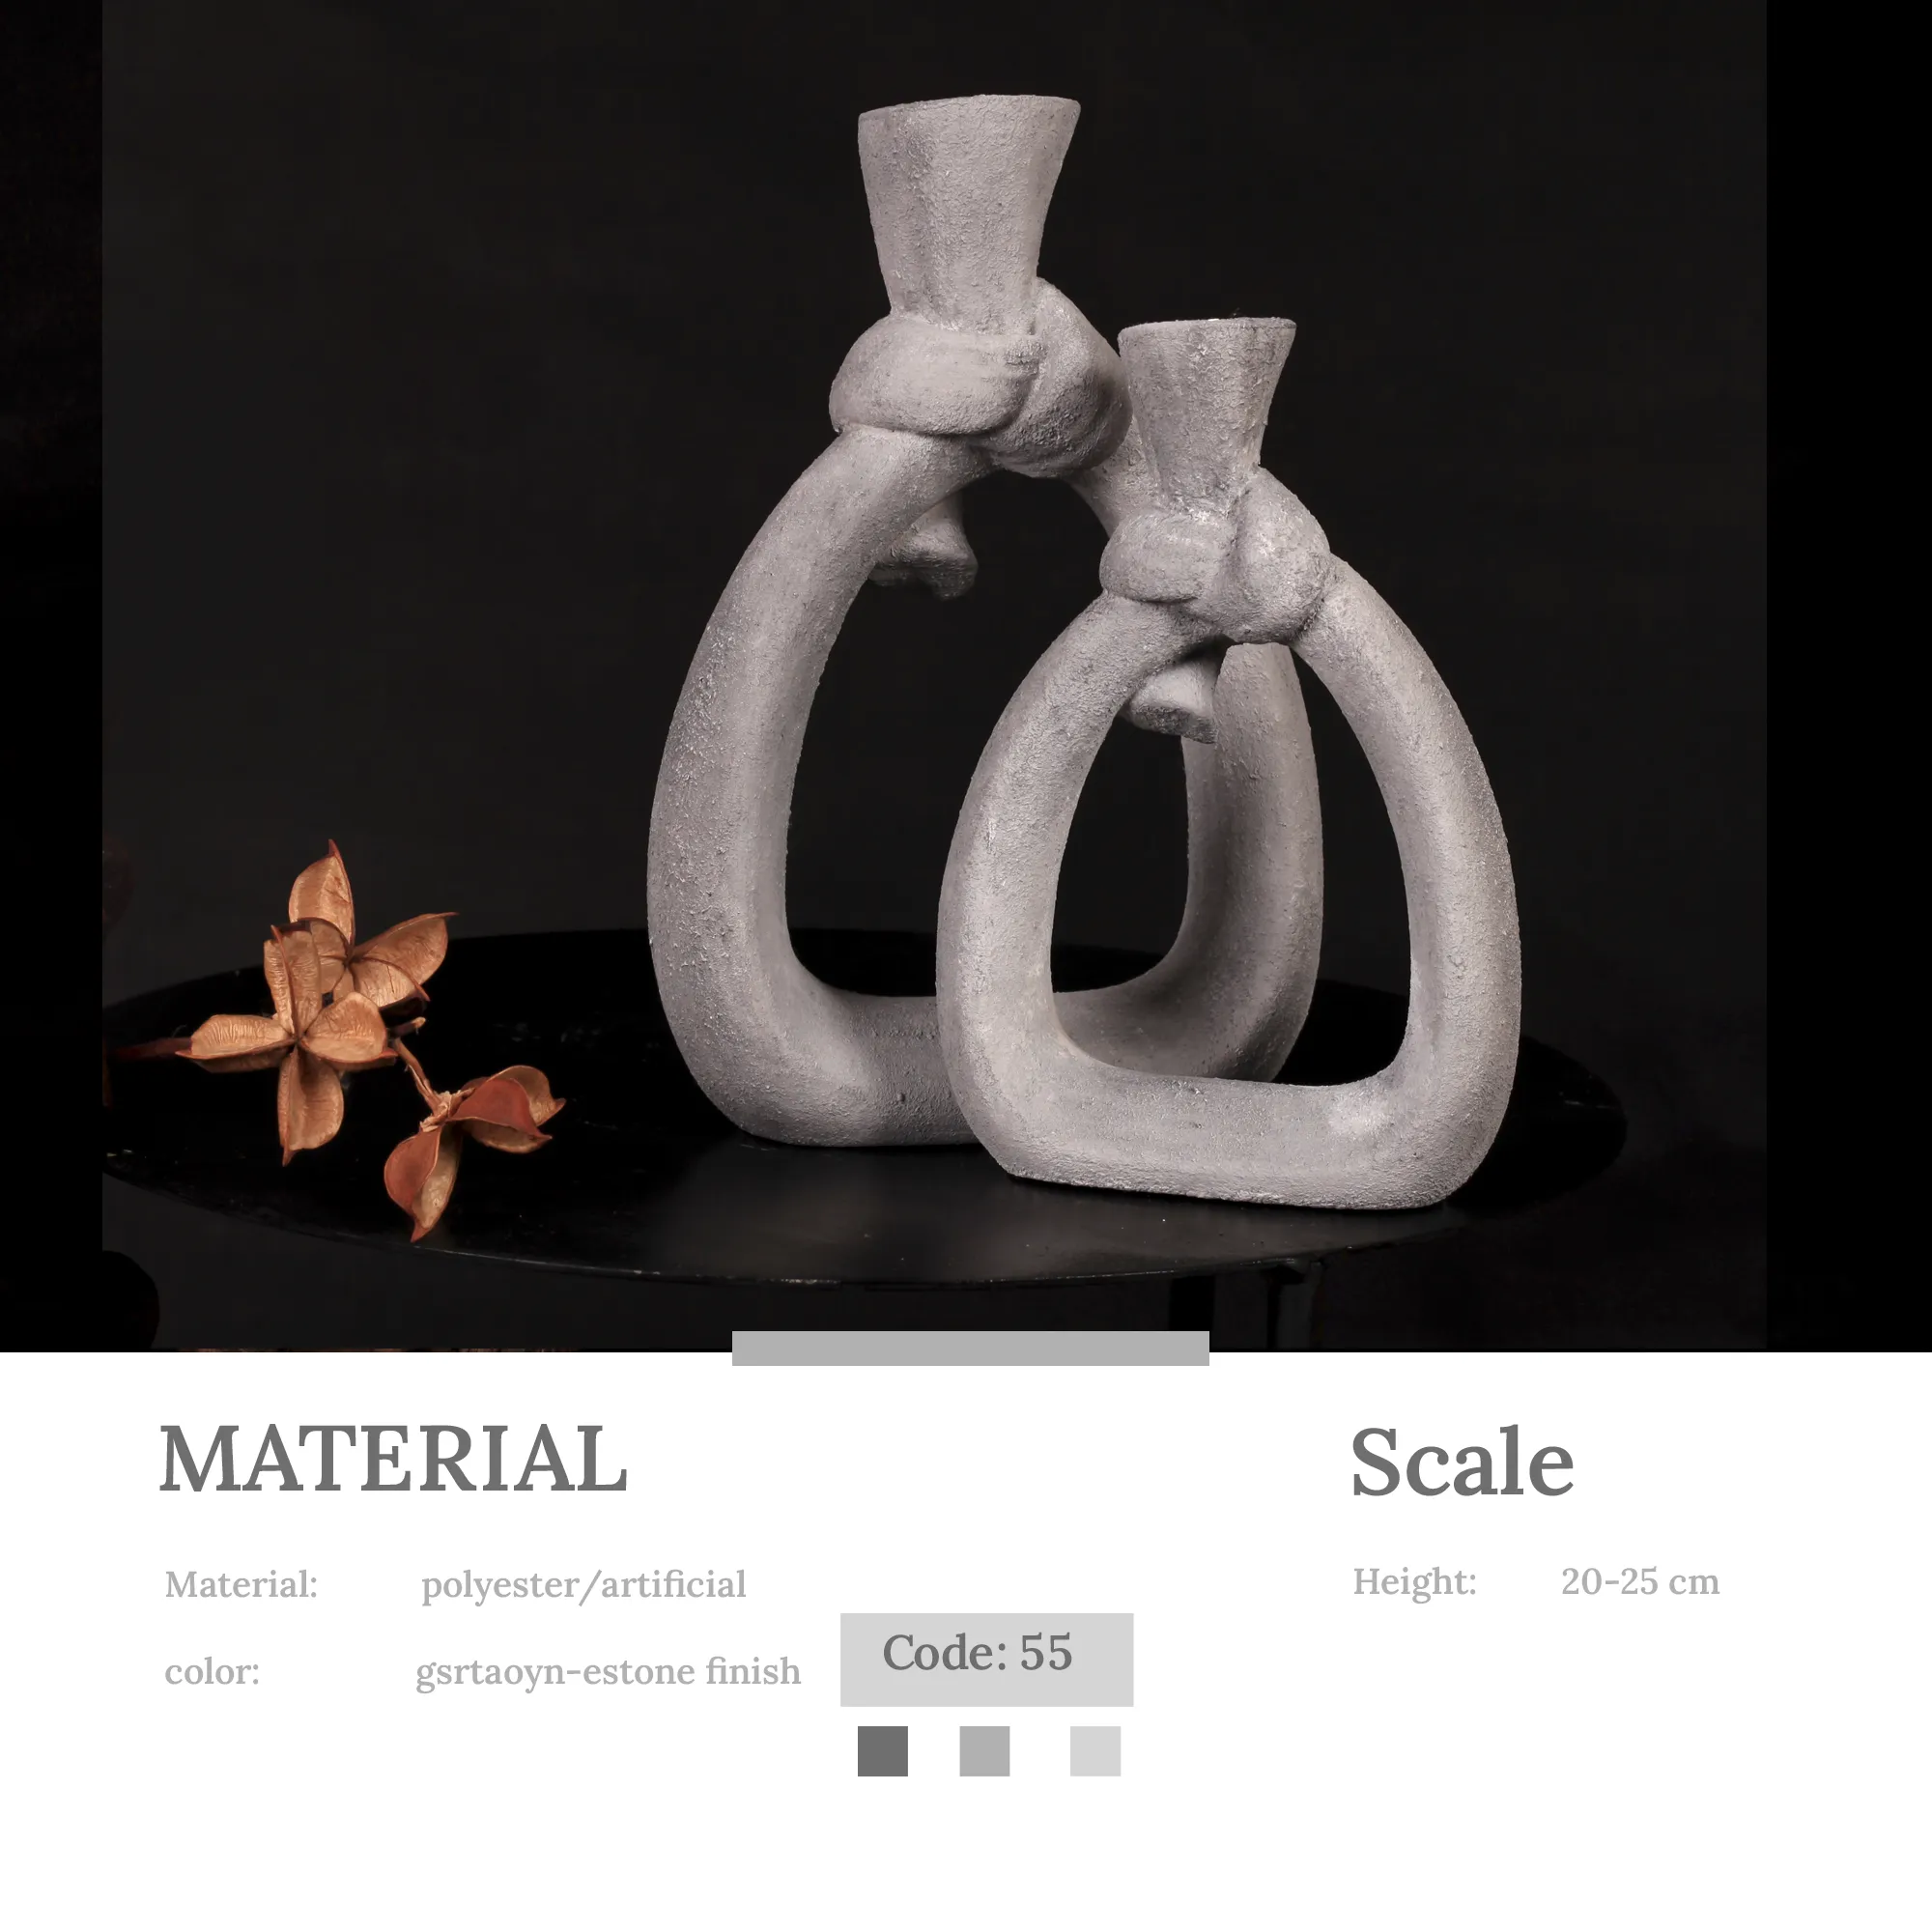 MATERIAL
Material: polyester/artificial
color: gsrtaoyn-estone finish
Code: 55
Scale
Height: 20-25 cm